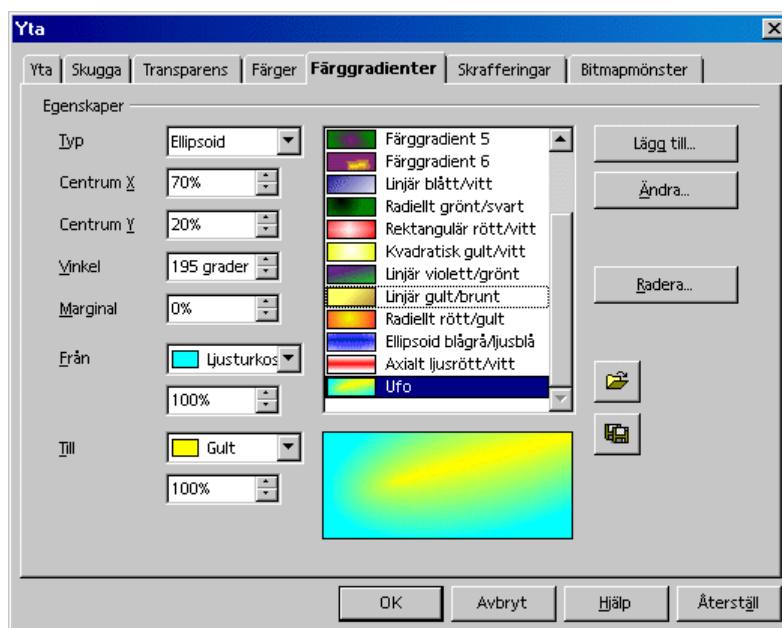 Yta
Yta Skugga Transparens Färger Färggradienter Skrafferingar Bitmapmönster
Egenskaper
Typ Ellipsoid
Centrum X 70%
Centrum Y 20%
Vinkel 195 grader
Marginal 0%
Från Ljusturkos
100%
Till Gult
100%
Färggradient 5
Färggradient 6
Linjär blått/vitt
Radiellt grönt/svart
Rektangulär rött/vitt
Kvadratisk gult/vitt
Linjär violett/grönt
Linjär gult/brunt
Radiellt rött/gult
Ellipsoid blågrå/ljusblå
Axialt ljusrött/vitt
Ufo
Lägg till...
Ändra...
Radera...
OK Avbryt Hjälp Återställ